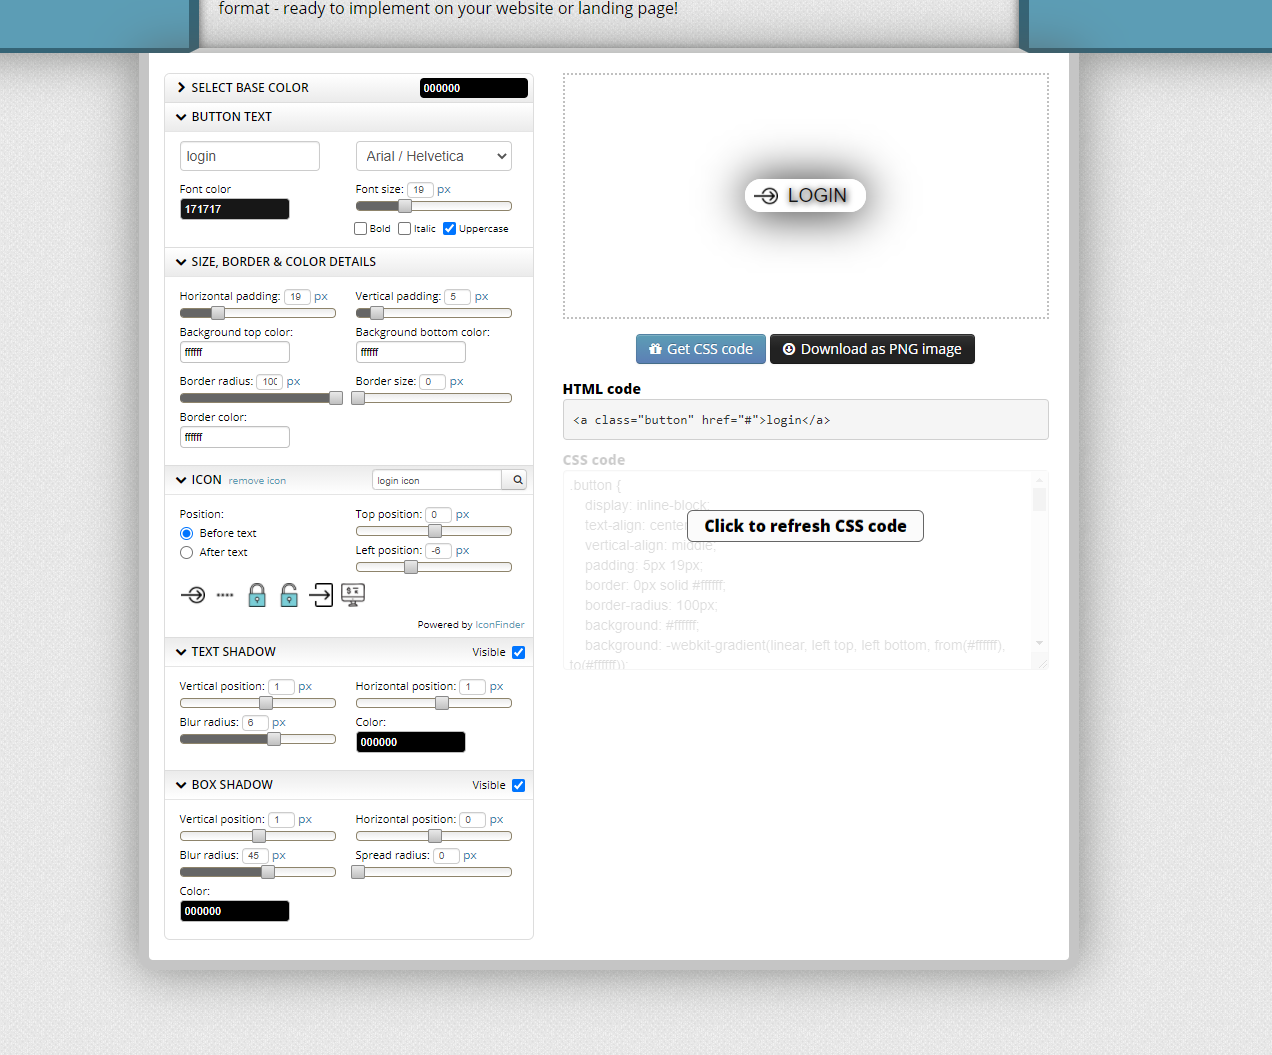 format - ready to implement on your website or landing page!
SELECT BASE COLOR 000000
BUTTON TEXT
login Arial / Helvetica
Font color Font size: 19 px
171717
Bold Italic Uppercase
SIZE, BORDER & COLOR DETAILS
Horizontal padding: 19 px Vertical padding: 5 px
Background top color: Background bottom color:
ffffff ffffff
Border radius: 100 px Border size: 0 px
Border color:
ffffff
ICON remove icon login icon
Position: Top position: 0 px
Before text
After text Left position: -6 px
Powered by IconFinder
TEXT SHADOW Visible
Vertical position: 1 px Horizontal position: 1 px
Blur radius: 6 px Color:
000000
BOX SHADOW Visible
Vertical position: 1 px Horizontal position: 0 px
Blur radius: 45 px Spread radius: 0 px
Color:
000000
LOGIN
Get CSS code Download as PNG image
HTML code
<a class="button" href="#">login</a>
CSS code
.button {
display: inline-block;
text-align: center
Click to refresh CSS code
vertical-align: middle;
padding: 5px 19px;
border: 0px solid #ffffff;
border-radius: 100px;
background: #ffffff;
background: -webkit-gradient(linear, left top, left bottom, from(#ffffff),
to(#ffffff));